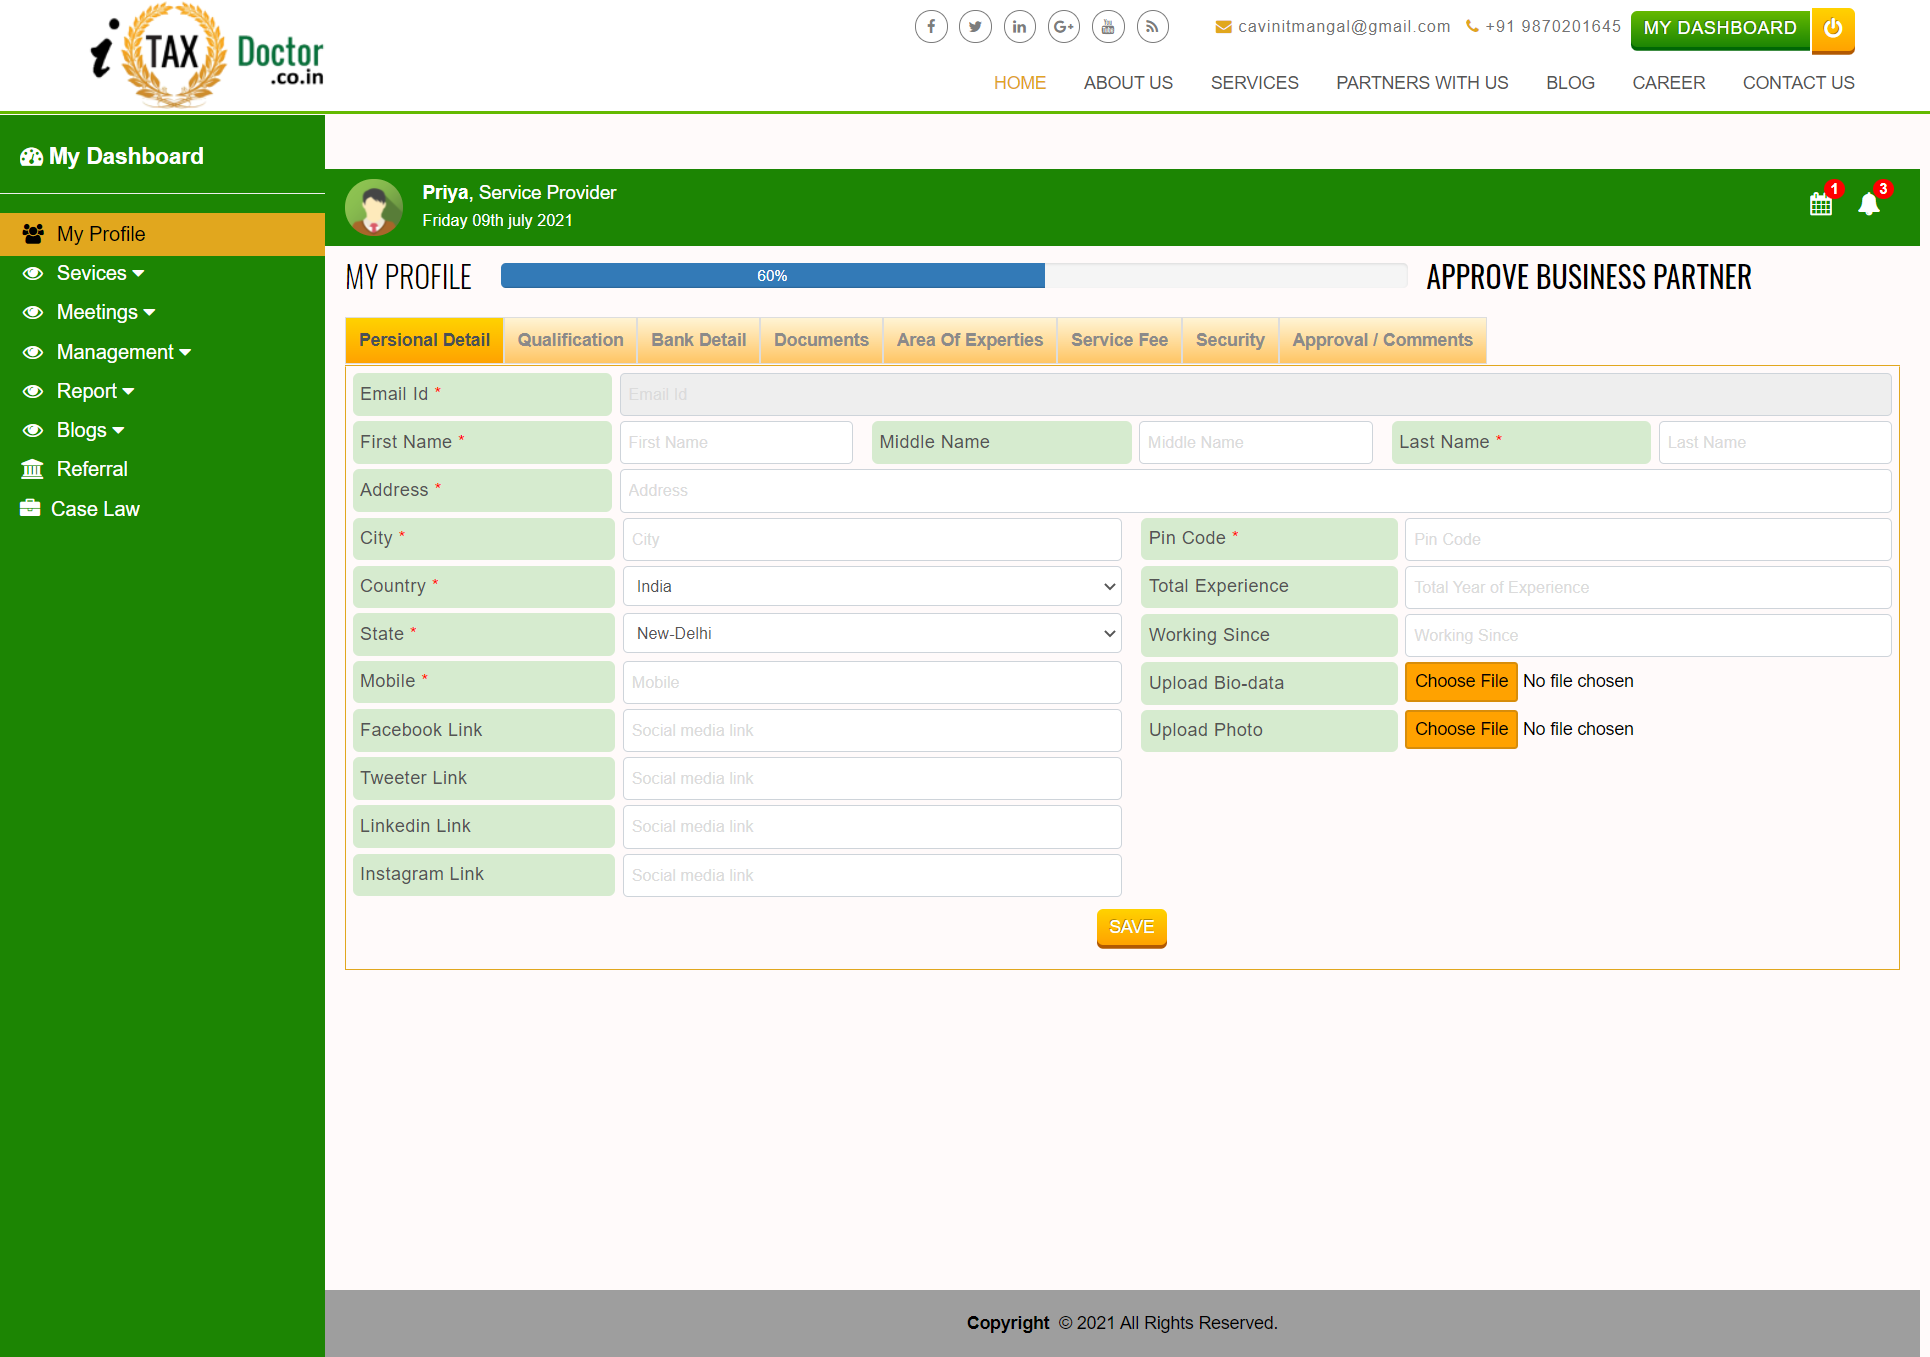 i TAX Doctor
.co.in
cavinitmangal@gmail.com +91 9870201645 MY DASHBOARD
HOME ABOUT US SERVICES PARTNERS WITH US BLOG CAREER CONTACT US
My Dashboard
My Profile
Sevices
Meetings
Management
Report
Blogs
Referral
Case Law
Priya, Service Provider
Friday 09th july 2021
1 3
MY PROFILE 60% APPROVE BUSINESS PARTNER
Persional Detail Qualification Bank Detail Documents Area Of Experties Service Fee Security Approval / Comments
Email Id * Email Id
First Name * First Name Middle Name Middle Name Last Name * Last Name
Address * Address
City * City Pin Code * Pin Code
Country * India Total Experience Total Year of Experience
State * New-Delhi Working Since Working Since
Mobile * Mobile Upload Bio-data Choose File No file chosen
Facebook Link Social media link Upload Photo Choose File No file chosen
Tweeter Link Social media link
Linkedin Link Social media link
Instagram Link Social media link
SAVE
Copyright © 2021 All Rights Reserved.